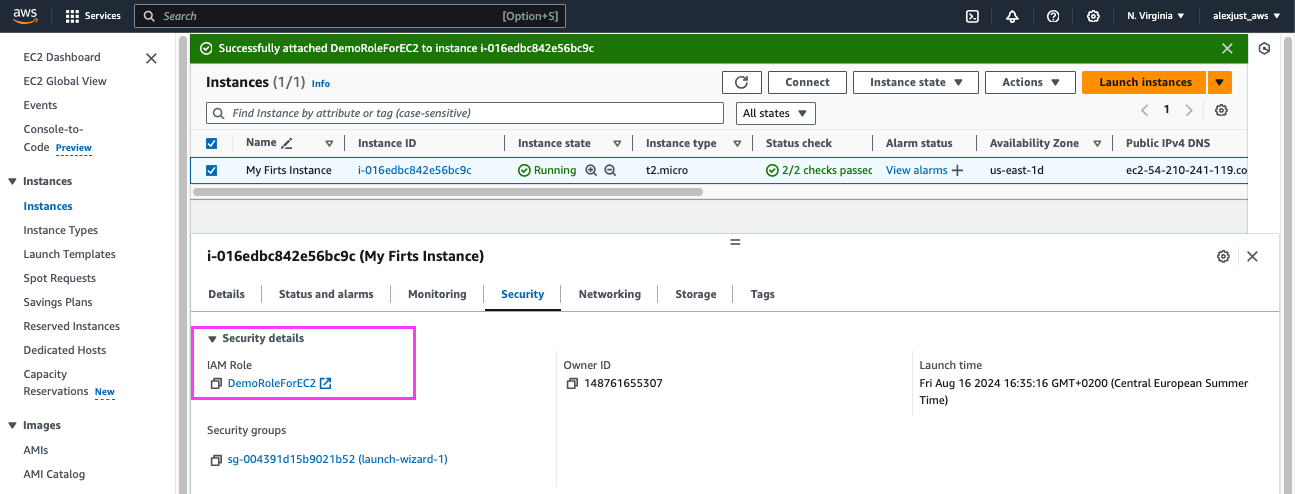 aws
Services
Search
[Option+S]
N. Virginia
alexjust_aws
EC2 Dashboard
EC2 Global View
Events
Console-to-
Code Preview
Instances
Instances
Instance Types
Launch Templates
Spot Requests
Savings Plans
Reserved Instances
Dedicated Hosts
Capacity
Reservations New
Images
AMIs
AMI Catalog
Successfully attached DemoRoleForEC2 to instance i-016edbc842e56bc9c
Instances (1/1) Info
Connect
Instance state
Actions
Launch instances
Find Instance by attribute or tag (case-sensitive)
All states
1
Name
Instance ID
Instance state
Instance type
Status check
Alarm status
Availability Zone
Public IPv4 DNS
My Firts Instance
i-016edbc842e56bc9c
Running
t2.micro
2/2 checks passec
View alarms
us-east-1d
ec2-54-210-241-119.co
i-016edbc842e56bc9c (My Firts Instance)
Details
Status and alarms
Monitoring
Security
Networking
Storage
Tags
Security details
IAM Role
DemoRoleForEC2
Owner ID
148761655307
Launch time
Fri Aug 16 2024 16:35:16 GMT+0200 (Central European Summer
Time)
Security groups
sg-004391d15b9021b52 (launch-wizard-1)